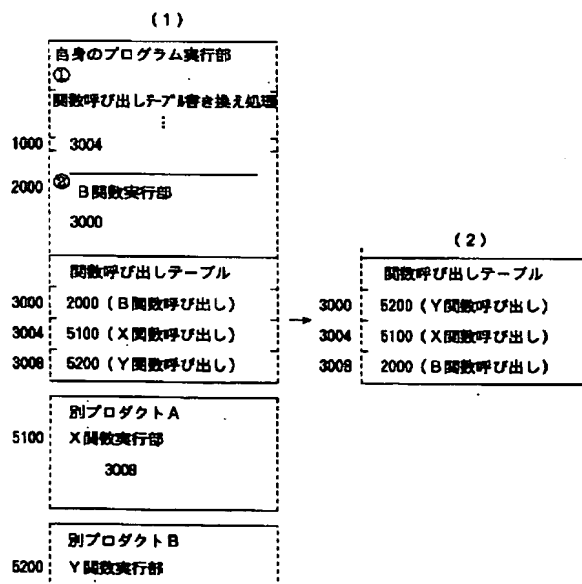 (1)
自身のプログラム実行部
①
関数呼び出しテーブル書き換え処理
⋮
1000 3004
2000 ② B関数実行部
3000
関数呼び出しテーブル
3000 2000(B関数呼び出し)
3004 5100(X関数呼び出し)
3008 5200(Y関数呼び出し)
→
(2)
関数呼び出しテーブル
3000 5200(Y関数呼び出し)
3004 5100(X関数呼び出し)
3008 2000(B関数呼び出し)
別プロダクトA
5100 X関数実行部
3008
別プロダクトB
5200 Y関数実行部